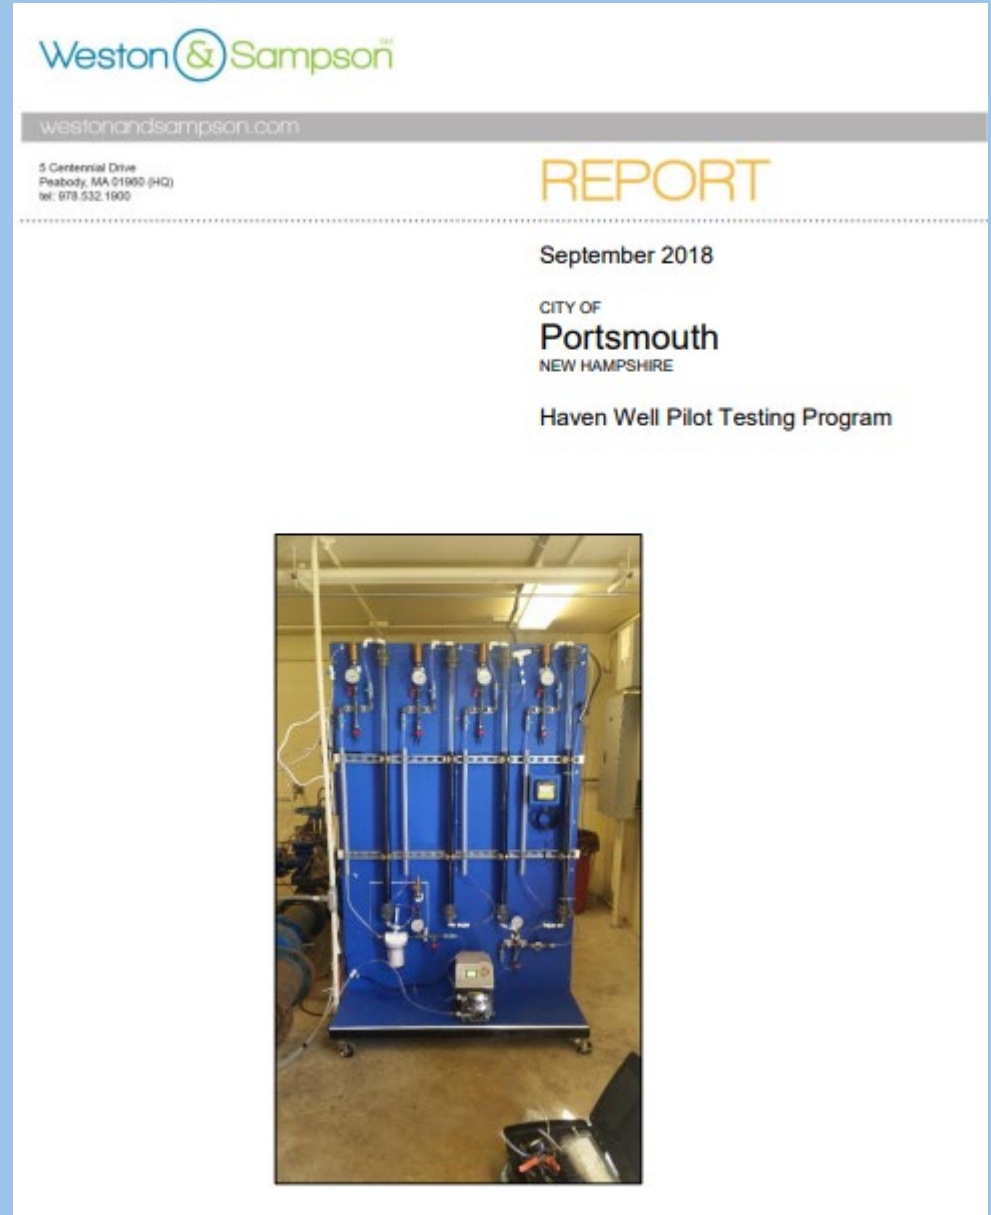 Weston & Sampson SM
westonandsampson.com
5 Centennial Drive
Peabody, MA 01960 (HQ)
tel: 978.532.1900
REPORT
September 2018
CITY OF
Portsmouth
NEW HAMPSHIRE
Haven Well Pilot Testing Program